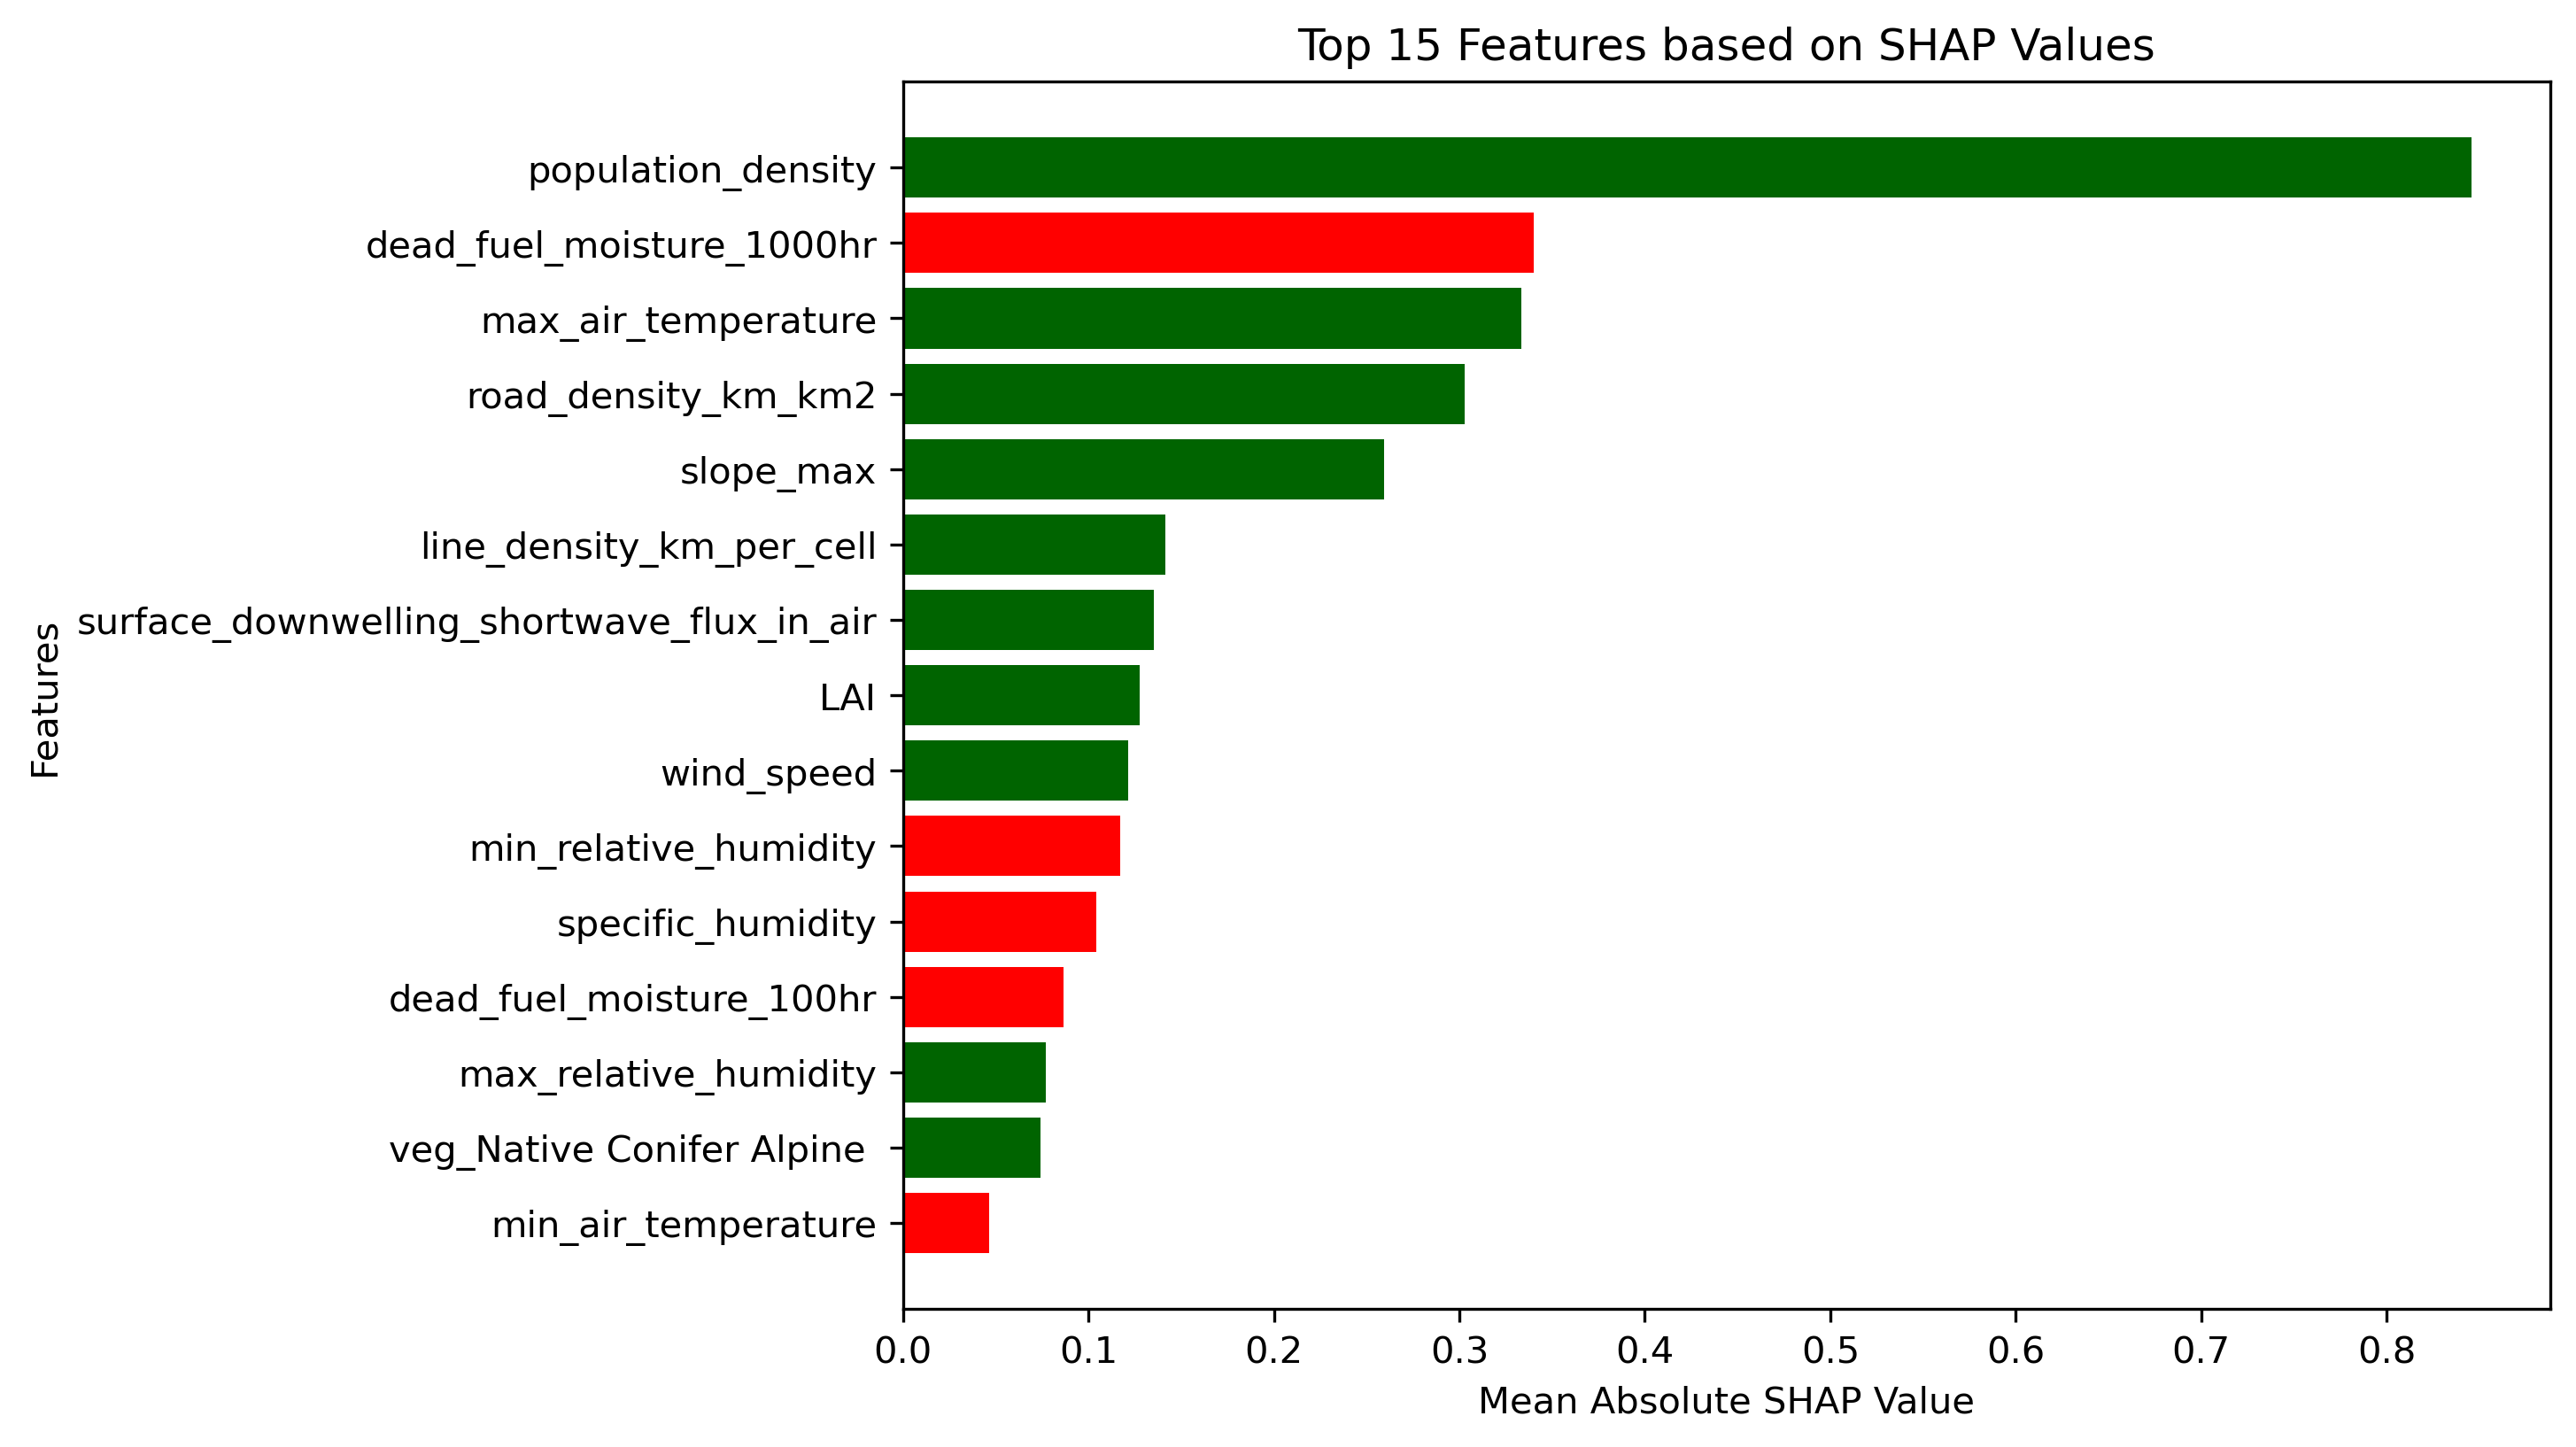 Top 15 Features based on SHAP Values
Features
population_density
dead_fuel_moisture_1000hr
max_air_temperature
road_density_km_km2
slope_max
line_density_km_per_cell
surface_downwelling_shortwave_flux_in_air
LAI
wind_speed
min_relative_humidity
specific_humidity
dead_fuel_moisture_100hr
max_relative_humidity
veg_Native Conifer Alpine
min_air_temperature
0.0 0.1 0.2 0.3 0.4 0.5 0.6 0.7 0.8
Mean Absolute SHAP Value